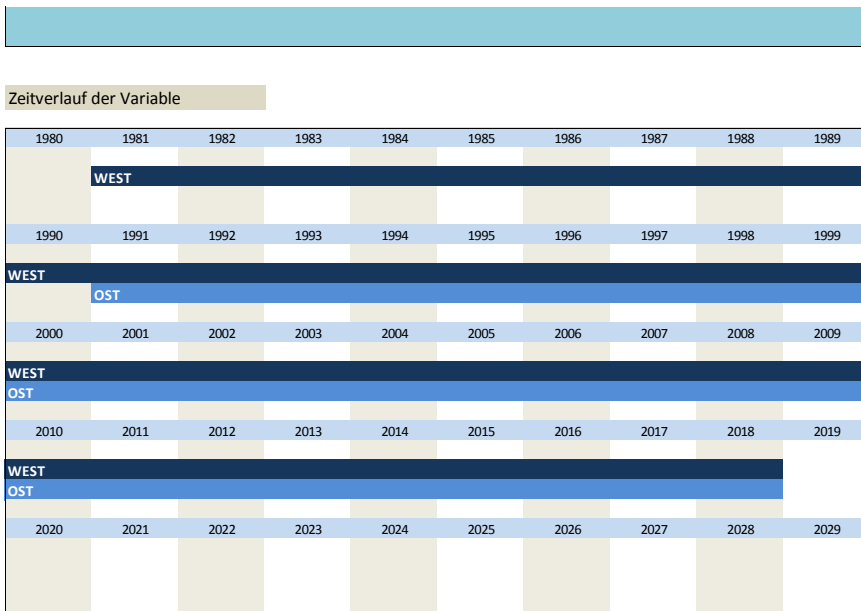 Zeitverlauf der Variable
1980 1981 1982 1983 1984 1985 1986 1987 1988 1989
WEST
1990 1991 1992 1993 1994 1995 1996 1997 1998 1999
WEST
OST
2000 2001 2002 2003 2004 2005 2006 2007 2008 2009
WEST
OST
2010 2011 2012 2013 2014 2015 2016 2017 2018 2019
WEST
OST
2020 2021 2022 2023 2024 2025 2026 2027 2028 2029